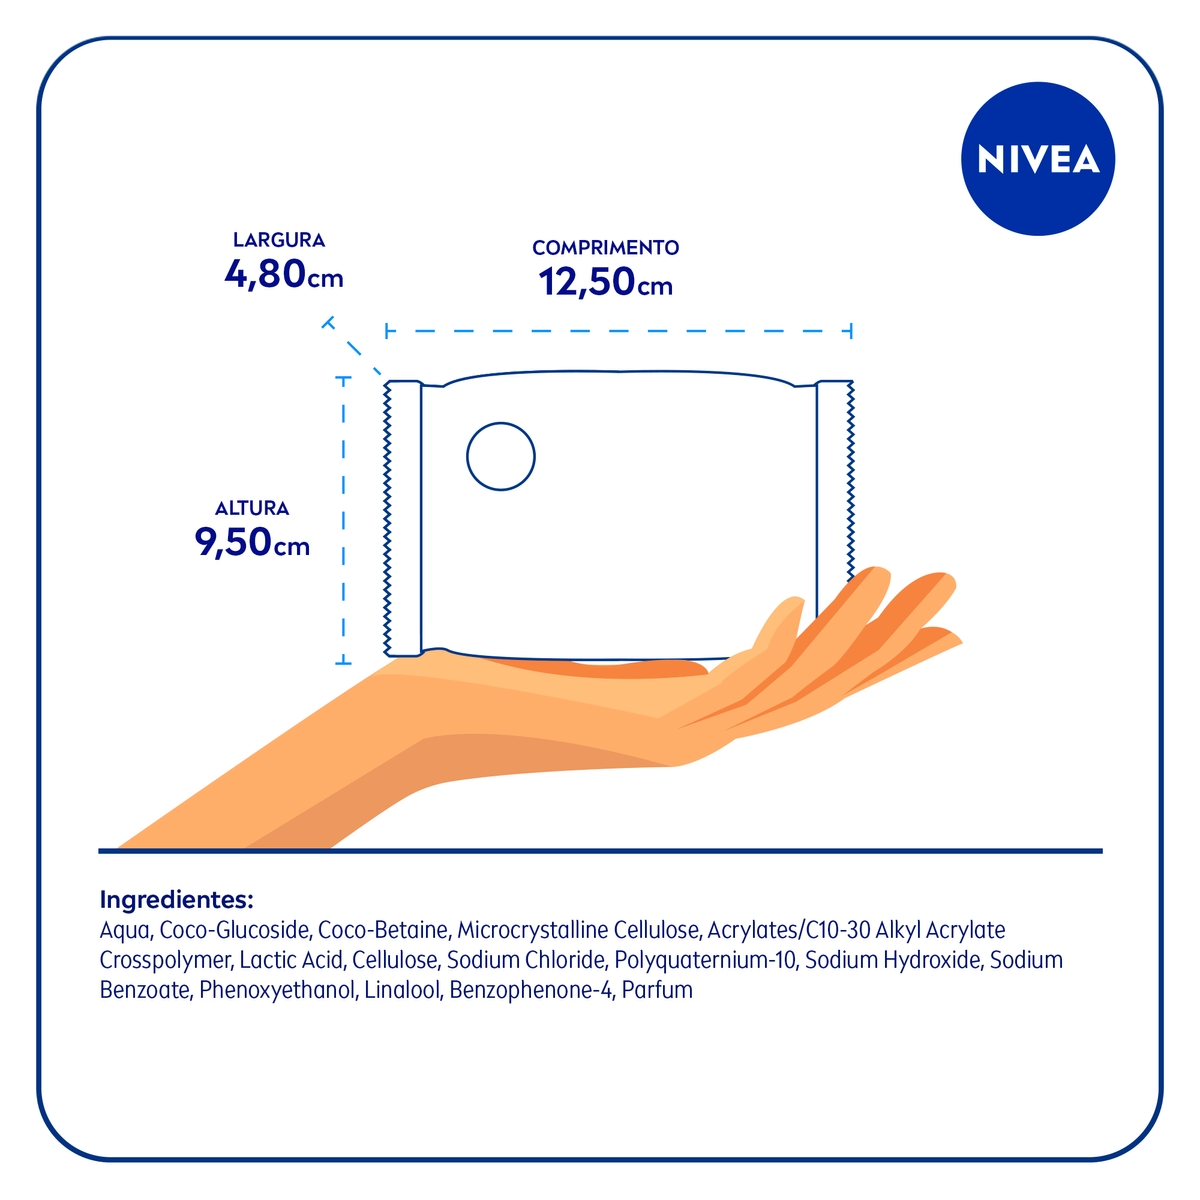 NIVEA
LARGURA
4,80cm
COMPRIMENTO
12,50cm
ALTURA
9,50cm
Ingredientes:
Aqua, Coco-Glucoside, Coco-Betaine, Microcrystalline Cellulose, Acrylates/C10-30 Alkyl Acrylate
Crosspolymer, Lactic Acid, Cellulose, Sodium Chloride, Polyquaternium-10, Sodium Hydroxide, Sodium
Benzoate, Phenoxyethanol, Linalool, Benzophenone-4, Parfum